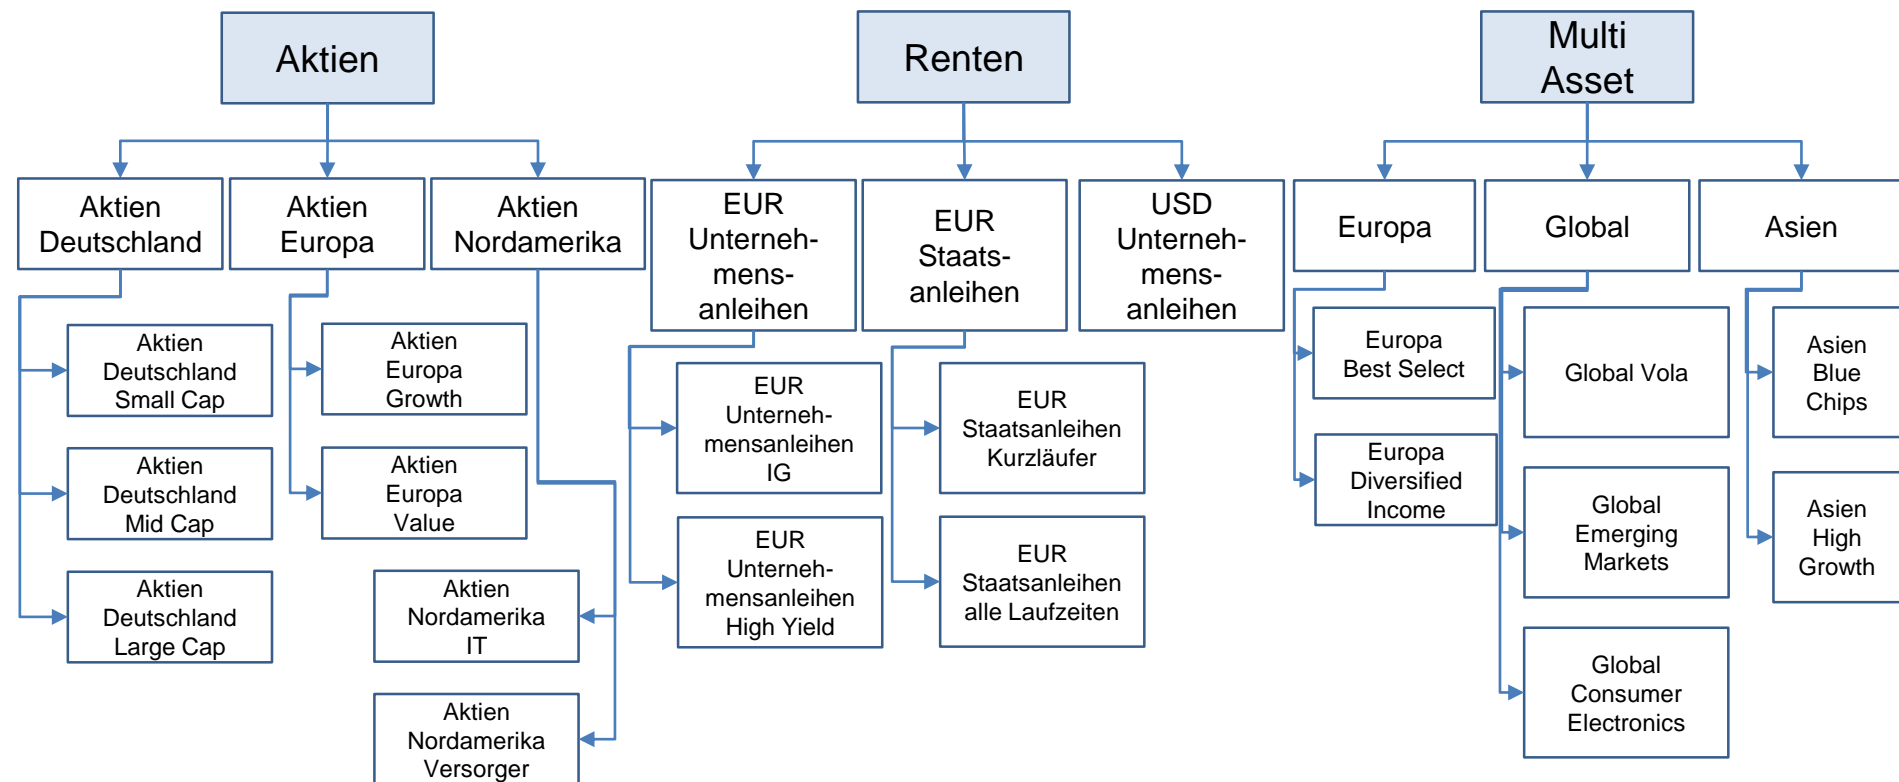 Aktien
Renten
Multi
Asset
Aktien
Deutschland
Aktien
Europa
Aktien
Nordamerika
EUR
Unterneh-
mens-
anleihen
EUR
Staats-
anleihen
USD
Unterneh-
mens-
anleihen
Europa
Global
Asien
Aktien
Deutschland
Small Cap
Aktien
Deutschland
Mid Cap
Aktien
Deutschland
Large Cap
Aktien
Europa
Growth
Aktien
Europa
Value
Aktien
Nordamerika
IT
Aktien
Nordamerika
Versorger
EUR
Unterneh-
mensanleihen
IG
EUR
Unterneh-
mensanleihen
High Yield
EUR
Staatsanleihen
Kurzläufer
EUR
Staatsanleihen
alle Laufzeiten
Europa
Best Select
Europa
Diversified
Income
Global Vola
Global
Emerging
Markets
Global
Consumer
Electronics
Asien
Blue
Chips
Asien
High
Growth